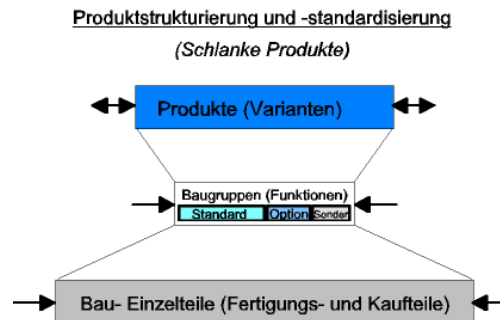 Produktstrukturierung und -standardisierung
(Schlanke Produkte)
Produkte (Varianten)
Baugruppen (Funktionen)
Standard Option Sonder
Bau- Einzelteile (Fertigungs- und Kaufteile)